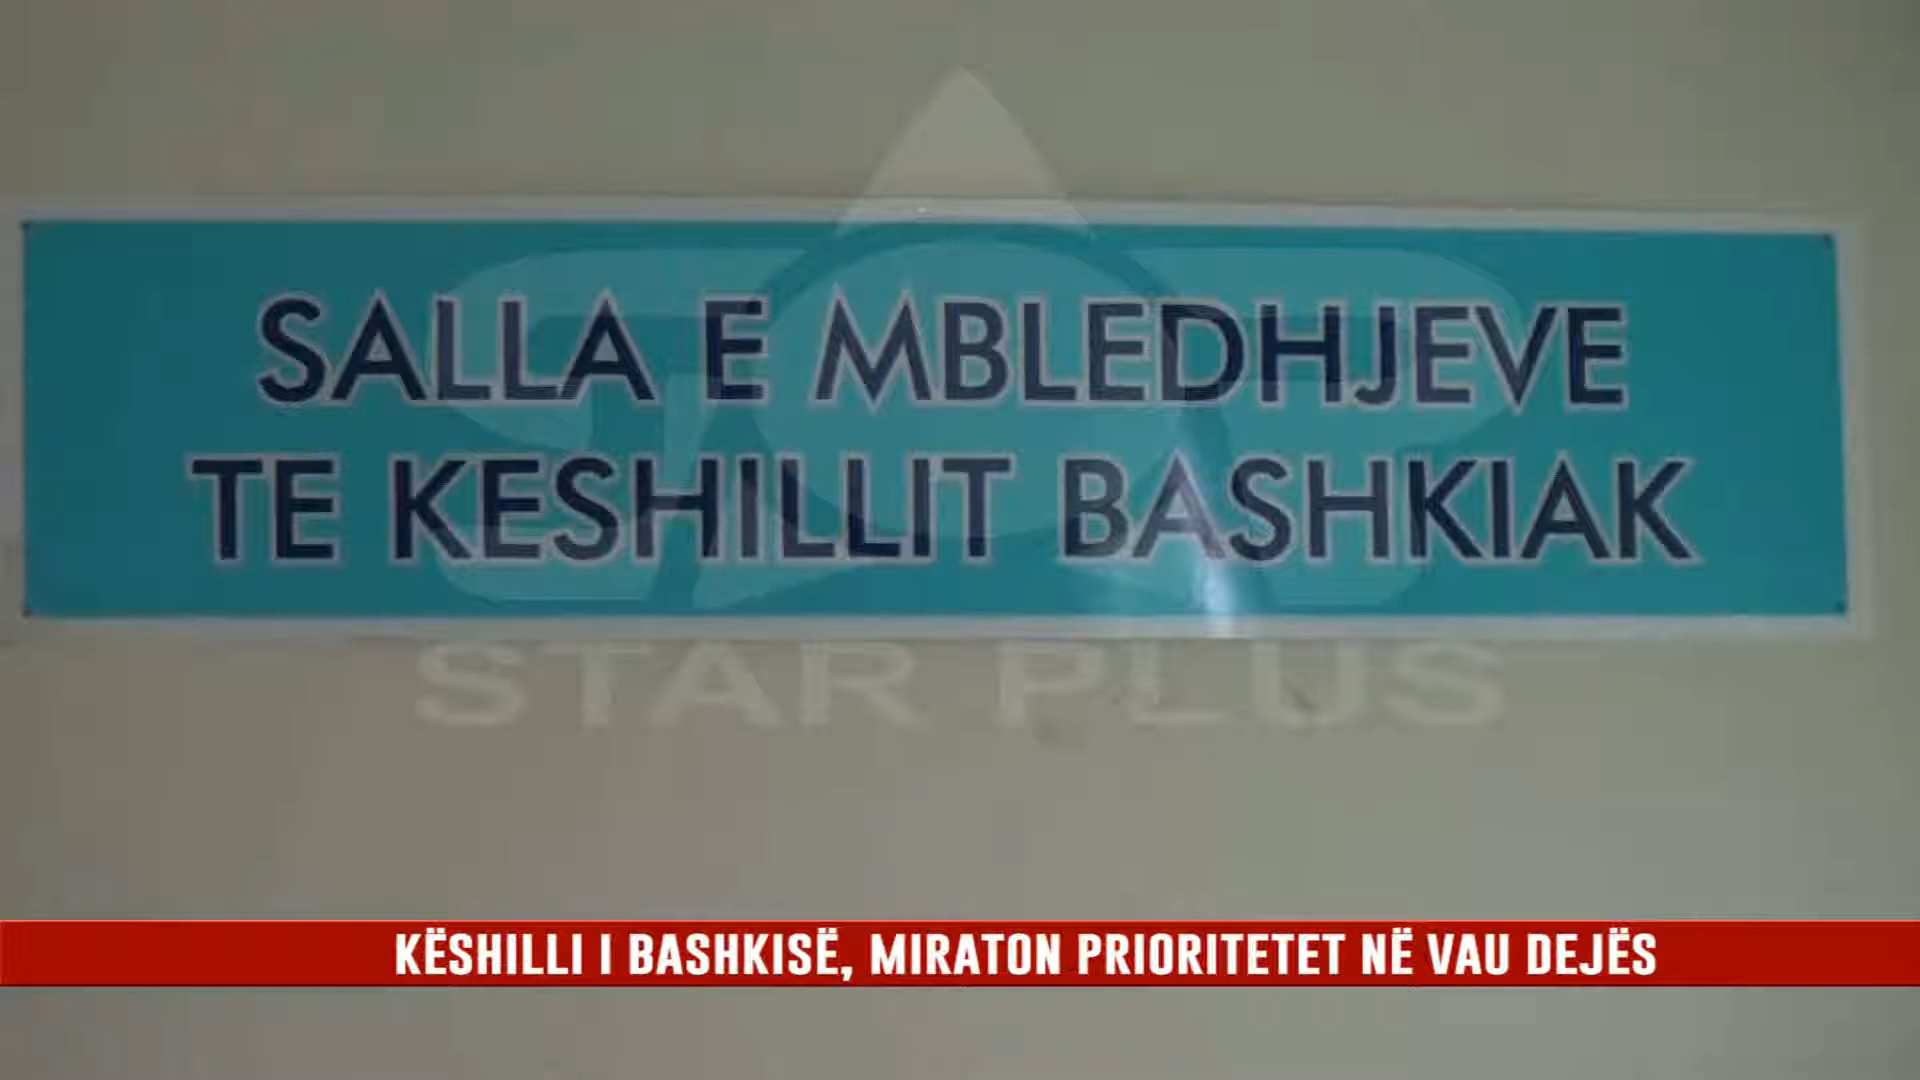 SALLA E MBLEDHJEVE
TE KESHILLIT BASHKIAK
STAR PLUS
KËSHILLI I BASHKISË, MIRATON PRIORITETET NË VAU DEJËS